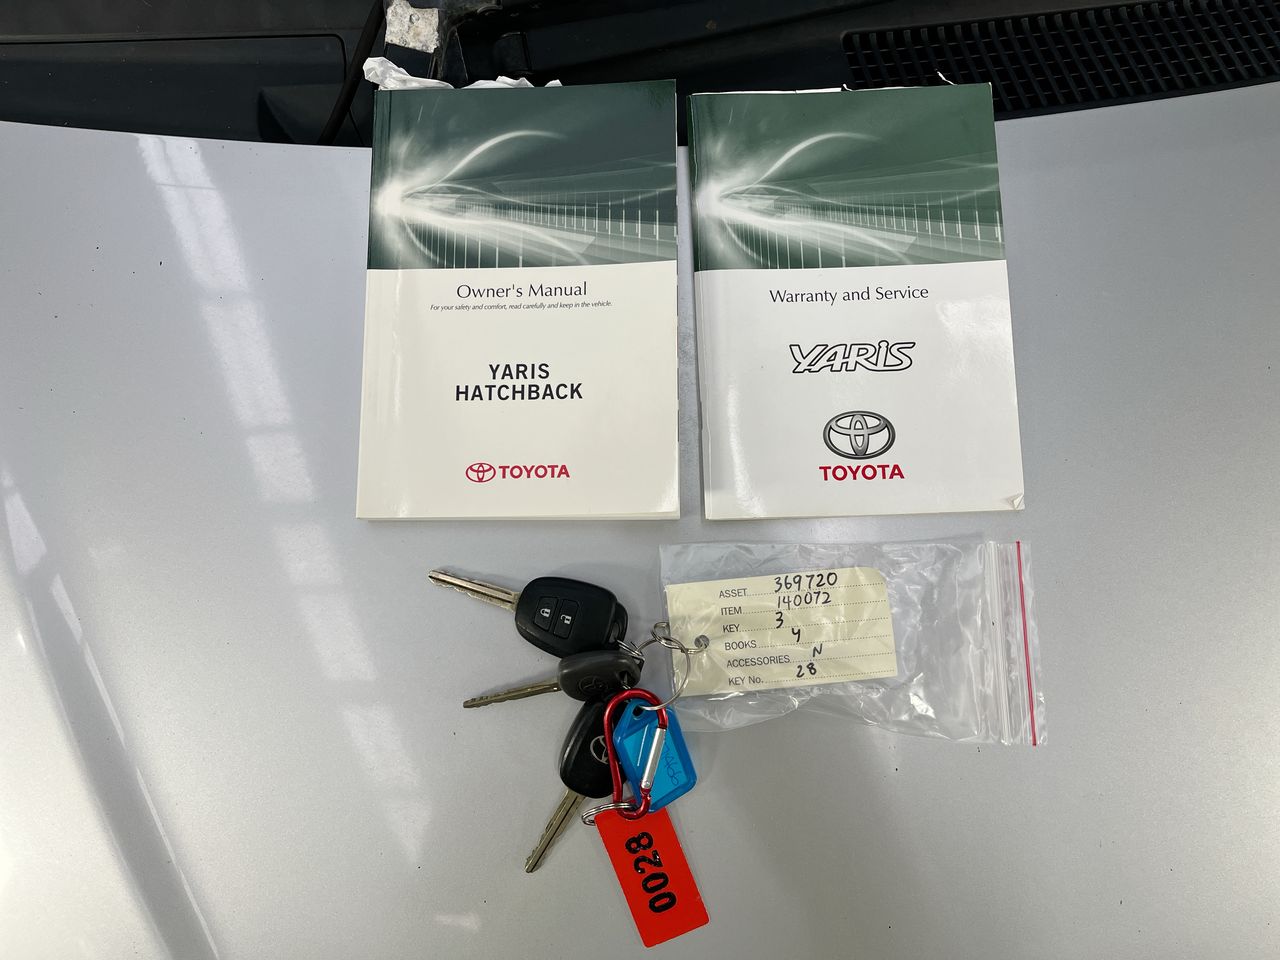 Owner's Manual
For your safety and comfort, read carefully and keep in the vehicle.
YARIS
HATCHBACK
TOYOTA
Warranty and Service
YARiS
TOYOTA
ASSET 369720
ITEM 140072
KEY 3
BOOKS Y
ACCESSORIES N
KEY No. 28
0028